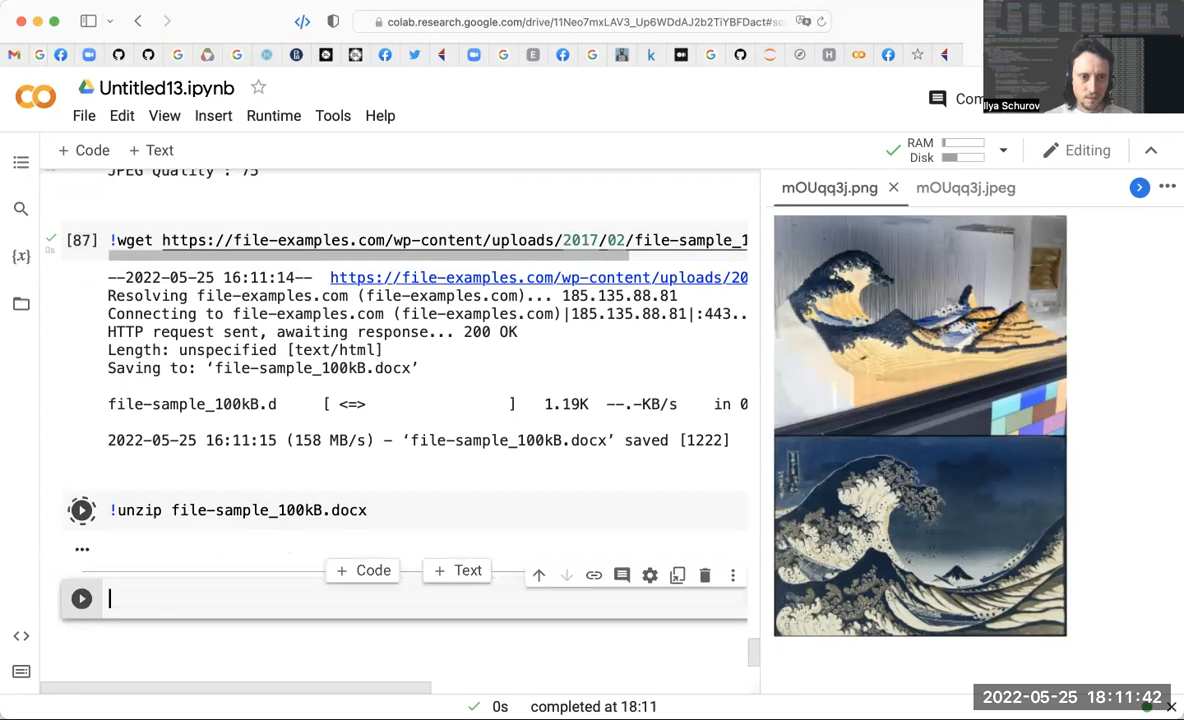 colab.research.google.com/drive/11Neo7mxLAV3_Up6WDdAJ2b2TiYBFDact#sc
Ilya Schurov
Untitled13.ipynb
File Edit View Insert Runtime Tools Help
Com
+ Code + Text
RAM
Disk
Editing
JPEG Quality : 75
mOUqq3j.png mOUqq3j.jpeg
[87] !wget https://file-examples.com/wp-content/uploads/2017/02/file-sample_1
0s
--2022-05-25 16:11:14-- https://file-examples.com/wp-content/uploads/20
Resolving file-examples.com (file-examples.com)... 185.135.88.81
Connecting to file-examples.com (file-examples.com)|185.135.88.81|:443..
HTTP request sent, awaiting response... 200 OK
Length: unspecified [text/html]
Saving to: ‘file-sample_100kB.docx’
file-sample_100kB.d [ <=> ] 1.19K --.-KB/s in 0
2022-05-25 16:11:15 (158 MB/s) - ‘file-sample_100kB.docx’ saved [1222]
!unzip file-sample_100kB.docx
+ Code + Text
0s completed at 18:11
2022-05-25 18:11:42